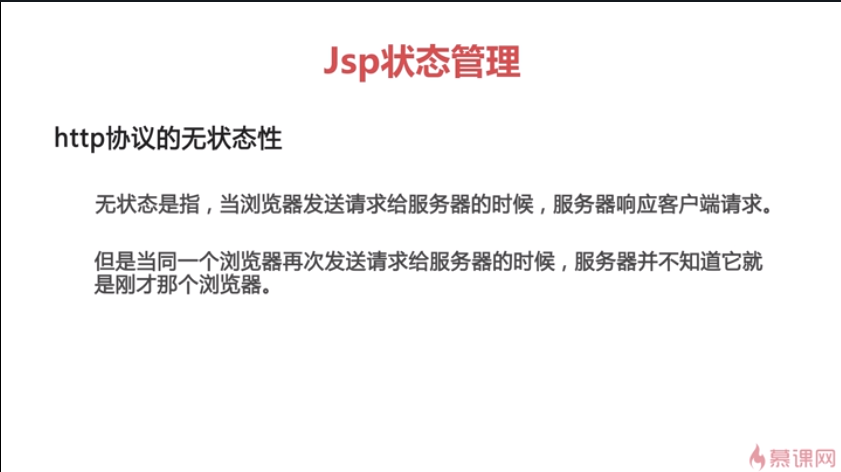 Jsp状态管理
http协议的无状态性
无状态是指，当浏览器发送请求给服务器的时候，服务器响应客户端请求。
但是当同一个浏览器再次发送请求给服务器的时候，服务器并不知道它就
是刚才那个浏览器。
慕课网